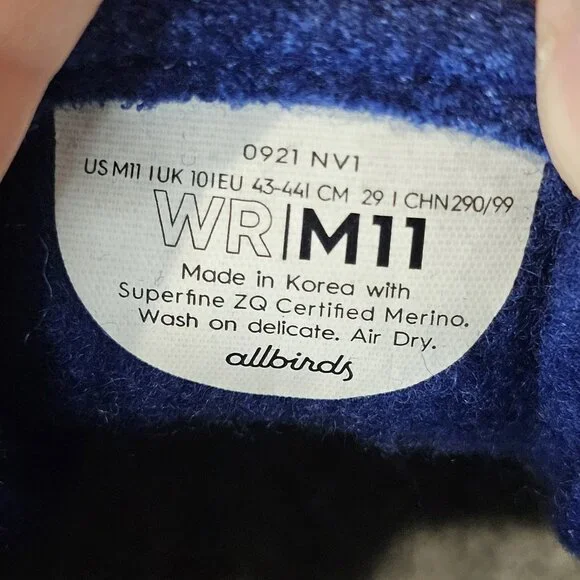 0921 NV1
US M11 | UK 10 | EU 43-44 | CM 29 | CHN 290/99
WR|M11
Made in Korea with
Superfine ZQ Certified Merino.
Wash on delicate. Air Dry.
allbirds